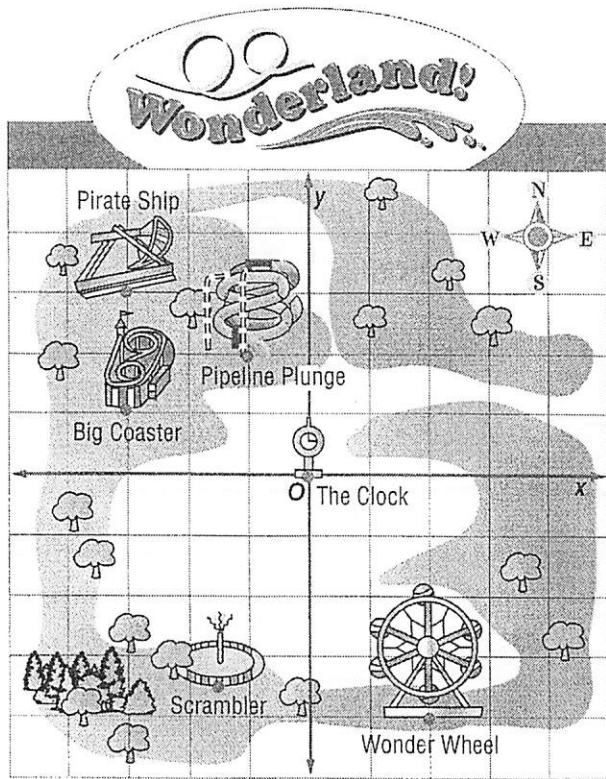 Wonderland!
Pirate Ship
y
N
W E
S
Pipeline Plunge
Big Coaster
x
O The Clock
Scrambler
Wonder Wheel